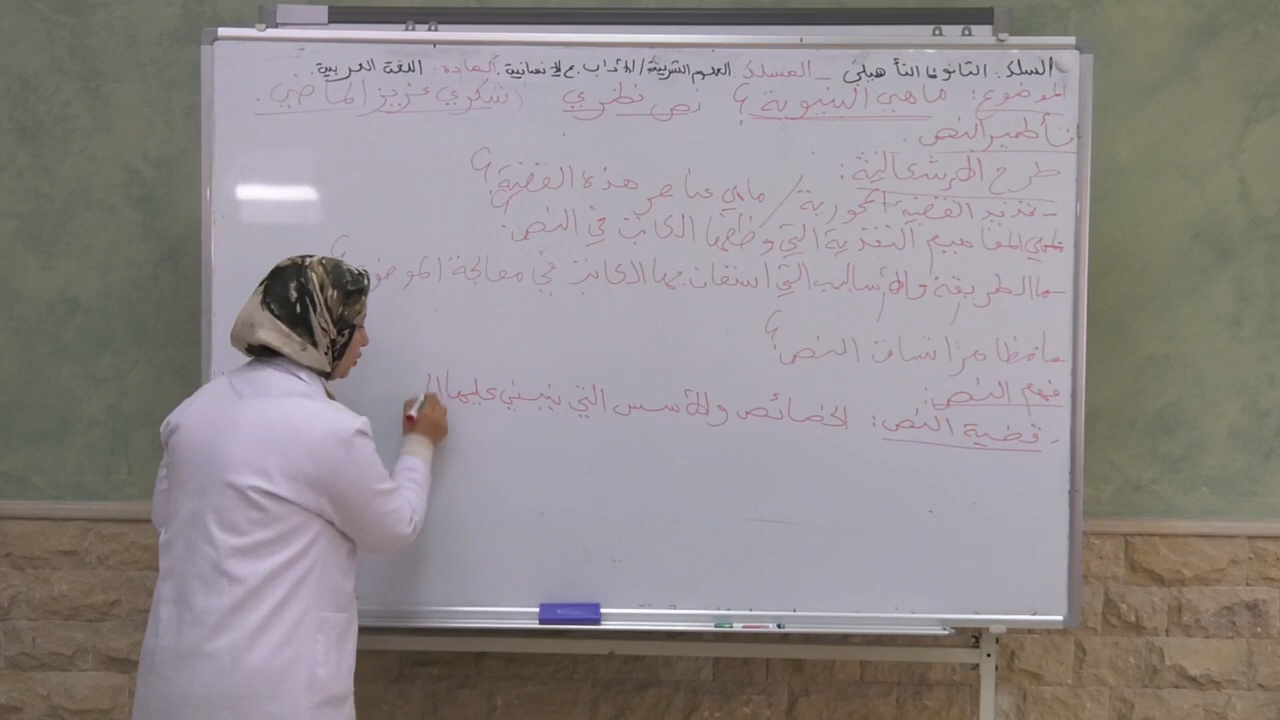 السلك: الثانوي التأهيلي - المسلك: العلوم الشرعية / الآداب.ع الإنسانية. المادة: اللغة العربية.
الموضوع: ماهي البنيوية؟ نص نظري (شكري عزيز الماضي).
تأطير النص.
طرح الإشكالية:
- تحديد القضية المحورية / ماهي عناصر هذه القضية؟
ماهي المفاهيم النقدية التي وظفها الكاتب في النص؟
- ما الطريقة والأساليب التي استعان بها الكاتب في معالجة الموضوع؟
ما مظاهر اتساق النص؟
فهم النص:
- قضية النص: الخصائص والأسس التي ينبني عليها ال